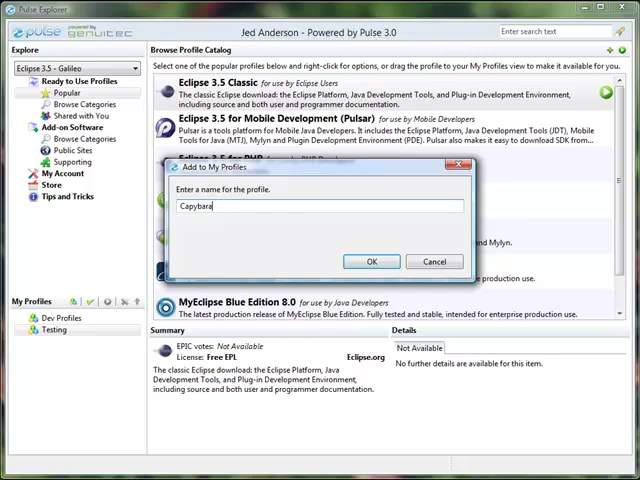 Pulse Explorer
pulse powered by genuitec
Jed Anderson - Powered by Pulse 3.0
Enter search text
Explore
Browse Profile Catalog
Select one of the popular profiles below and right-click for options, or drag the profile to your My Profiles view to make it available for you.
Eclipse 3.5 - Galileo
Ready to Use Profiles
Popular
Browse Categories
Shared with You
Add-on Software
Browse Categories
Public Sites
Supporting
My Account
Store
Tips and Tricks
Eclipse 3.5 Classic for use by Eclipse Users
The classic Eclipse download: the Eclipse Platform, Java Development Tools, and Plug-in Development Environment,
including source and both user and programmer documentation.
Eclipse 3.5 for Mobile Development (Pulsar) for use by Mobile Developers
Pulsar is a tools platform for Mobile Java Developers. It includes the Eclipse Platform, Java Development Tools (JDT), Mobile
Tools for Java (MTJ), Mylyn and Plugin Development Environment (PDE). Pulsar also makes it easy to download SDK from...
Add to My Profiles
Enter a name for the profile.
Capybara
OK
Cancel
and Mylyn.
e production use.
MyEclipse Blue Edition 8.0 for use by Java Developers
The latest production release of MyEclipse Blue Edition. Fully tested and stable, intended for enterprise production use.
My Profiles
Dev Profiles
Testing
Summary
EPIC votes: Not Available
License: Free EPL
Eclipse.org
The classic Eclipse download: the Eclipse Platform, Java
Development Tools, and Plug-in Development Environment,
including source and both user and programmer
documentation.
Details
Not Available
No further details are available for this item.